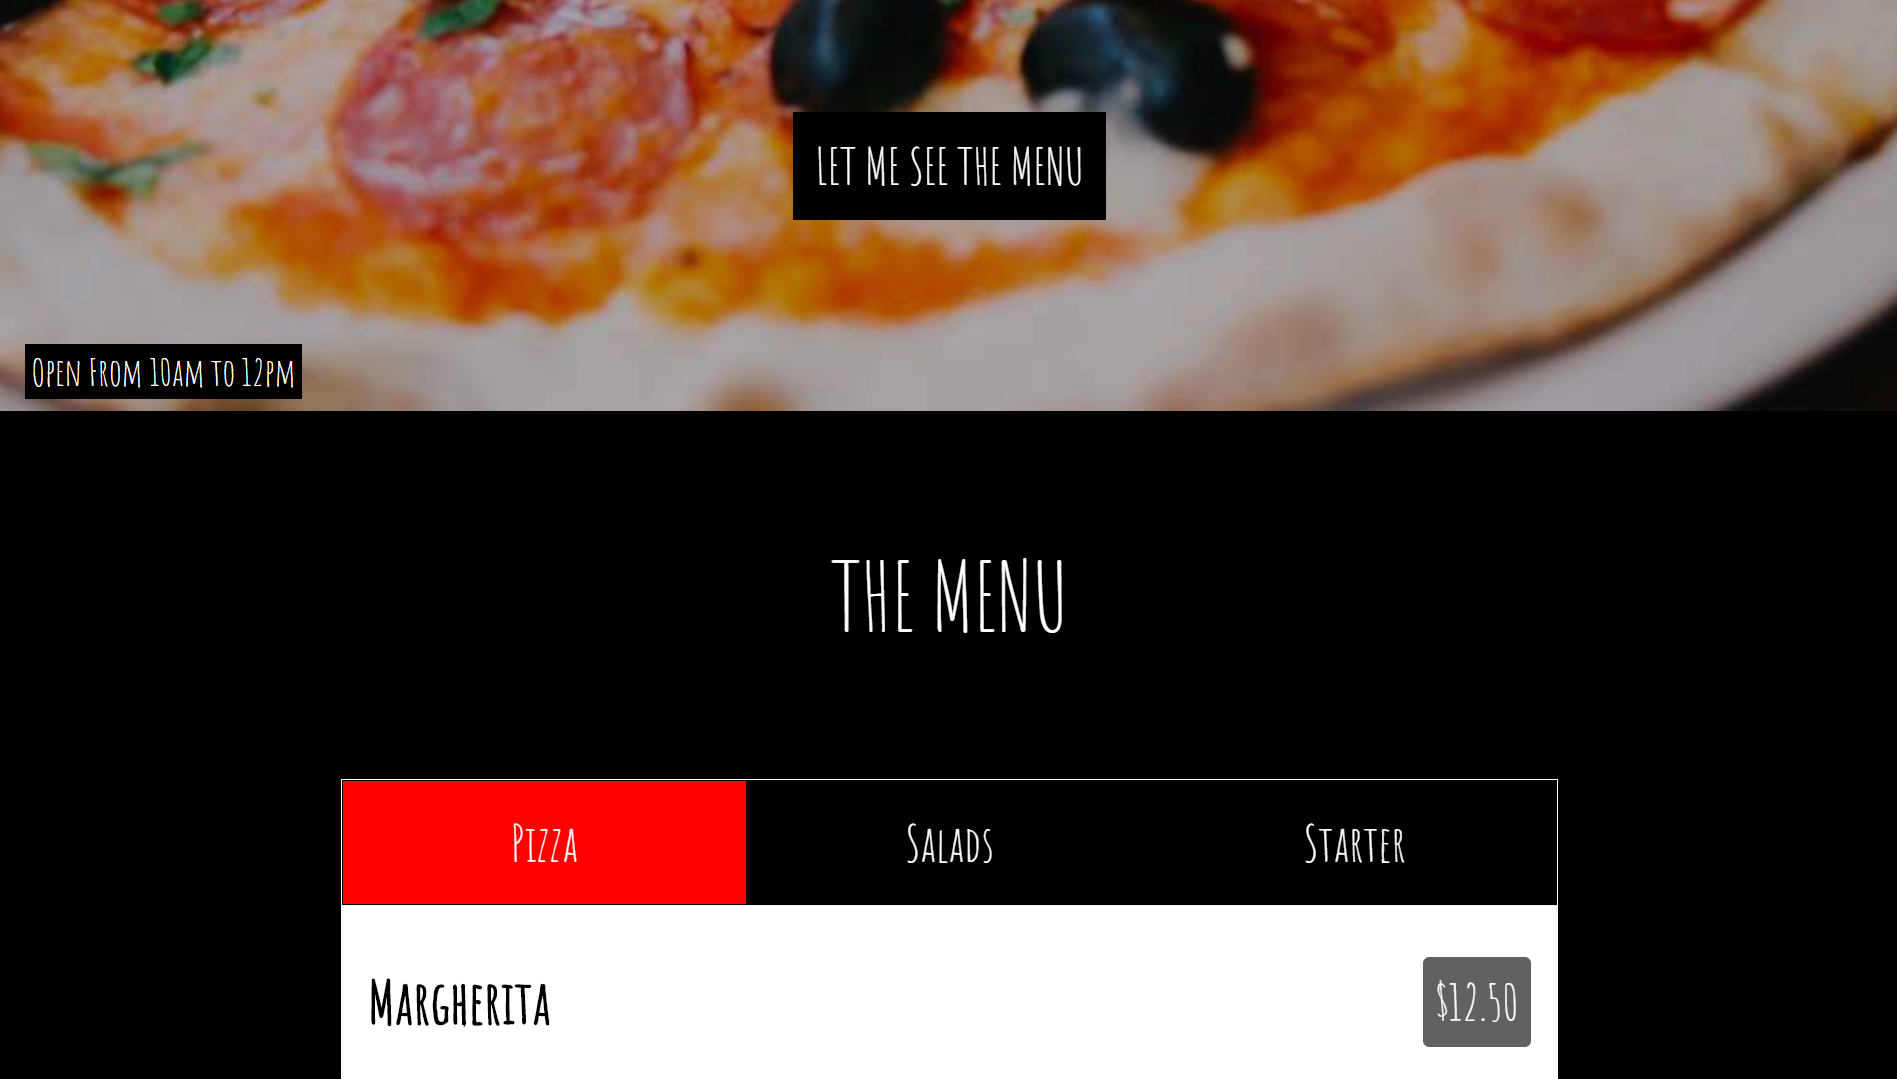 LET ME SEE THE MENU
Open From 10am to 12pm
THE MENU
Pizza
Salads
Starter
Margherita
$12.50